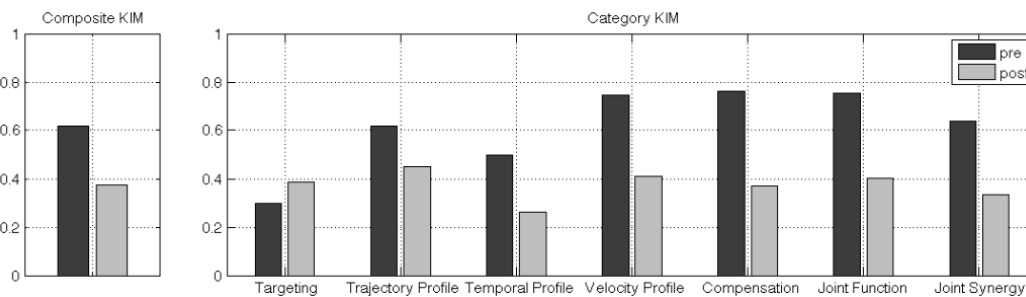 Composite KIM
1
0.8
0.6
0.4
0.2
0
Category KIM
1
0.8
0.6
0.4
0.2
0
pre
post
Targeting
Trajectory Profile
Temporal Profile
Velocity Profile
Compensation
Joint Function
Joint Synergy